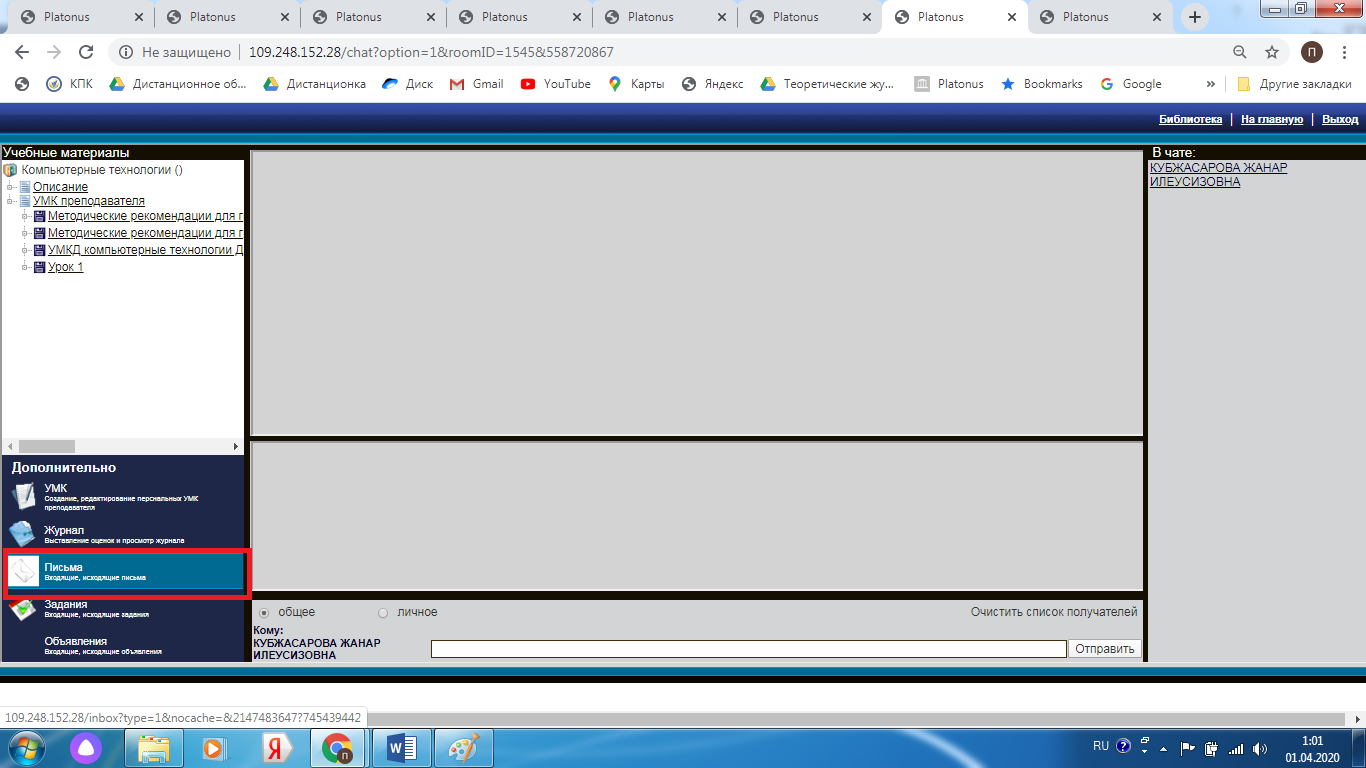 Platonus
Platonus
Platonus
Platonus
Platonus
Platonus
Platonus
Platonus
Не защищено
109.248.152.28/chat?option=1&roomID=1545&558720867
П
КПК
Дистанционное об...
Дистанционка
Диск
Gmail
YouTube
Карты
Яндекс
Теоретические жу...
Platonus
Bookmarks
Google
»
Другие закладки
Библиотека | На главную | Выход
Учебные материалы
Компьютерные технологии ()
Описание
УМК преподавателя
Методические рекомендации для г
Методические рекомендации для г
УМКД компьютерные технологии Д
Урок 1
В чате:
КУБЖАСАРОВА ЖАНАР
ИЛЕУСИЗОВНА
Дополнительно
УМК
Создание, редактирование перснальных УМК
преподавателя
Журнал
Выставление оценок и просмотр журнала
Письма
Входящие, исходящие письма
Задания
Входящие, исходящие задания
Объявления
Входящие, исходящие объявления
общее
личное
Очистить список получателей
Кому:
КУБЖАСАРОВА ЖАНАР
ИЛЕУСИЗОВНА
Отправить
109.248.152.28/inbox?type=1&nocache=&2147483647?745439442
Я
П
W
RU
1:01
01.04.2020